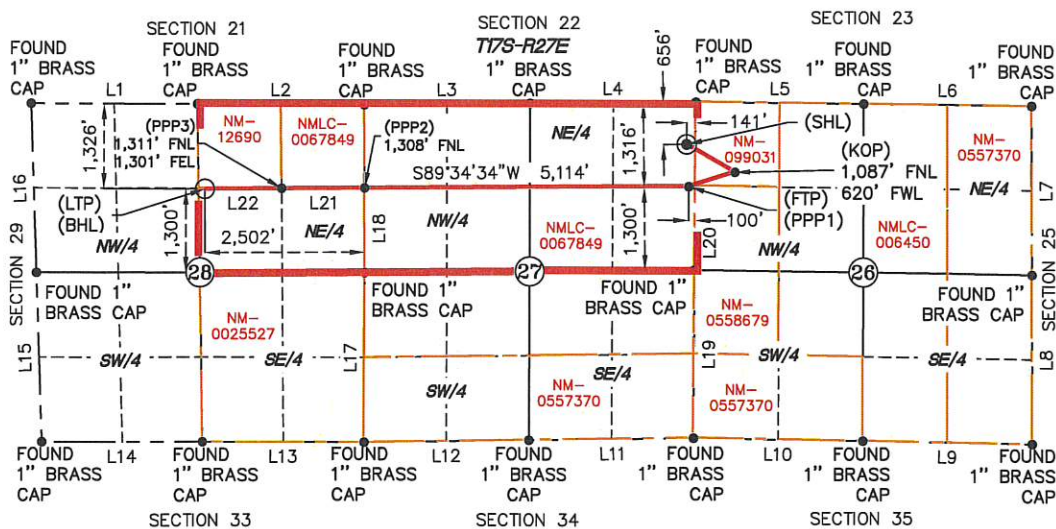 SECTION 21
SECTION 22
SECTION 23
T17S-R27E
FOUND
1" BRASS
CAP
FOUND
1" BRASS
CAP
FOUND
1" BRASS
CAP
FOUND
1" BRASS
CAP
FOUND
1" BRASS
CAP
FOUND
1" BRASS
CAP
FOUND
1" BRASS
CAP
L1
L2
L3
L4
L5
L6
656'
141'
(SHL)
(PPP3)
1,311' FNL
1,301' FEL
NM-
12690
NMLC-
0067849
(PPP2)
1,308' FNL
NE/4
1,326'
1,316'
NM-
099031
(KOP)
1,087' FNL
620' FWL
NM-
0557370
NE/4
S89'34'34"W 5,114'
L16
(LTP)
(BHL)
L22
L21
1,300'
2,502'
NE/4
NW/4
L18
NW/4
NMLC-
0067849
1,300'
100'
(FTP)
(PPP1)
L20
NW/4
NMLC-
006450
L7
SECTION 29
SECTION 25
28
27
26
FOUND 1"
BRASS CAP
FOUND 1"
BRASS CAP
FOUND 1"
BRASS CAP
FOUND 1"
BRASS CAP
NM-
0025527
NM-
0558679
L15
SW/4
SE/4
L17
SW/4
SE/4
L19
SW/4
SE/4
L8
NM-
0557370
NM-
0557370
FOUND
1" BRASS
CAP
L14
FOUND
1" BRASS
CAP
L13
FOUND
1" BRASS
CAP
L12
FOUND
1" BRASS
CAP
L11
FOUND
1" BRASS
CAP
L10
FOUND
1" BRASS
CAP
L9
FOUND
1" BRASS
CAP
SECTION 33
SECTION 34
SECTION 35